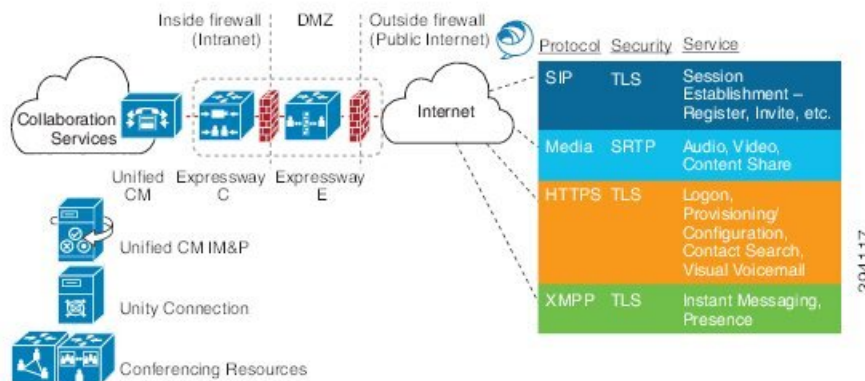 Inside firewall
(Intranet)
DMZ
Outside firewall
(Public Internet)
Collaboration
Services
Internet
Unified
CM
Expressway
C
Expressway
E
Unified CM IM&P
Unity Connection
Conferencing Resources
Protocol Security Service
SIP TLS Session
Establishment –
Register, Invite, etc.
Media SRTP Audio, Video,
Content Share
HTTPS TLS Logon,
Provisioning/
Configuration,
Contact Search,
Visual Voicemail
XMPP TLS Instant Messaging,
Presence
394117